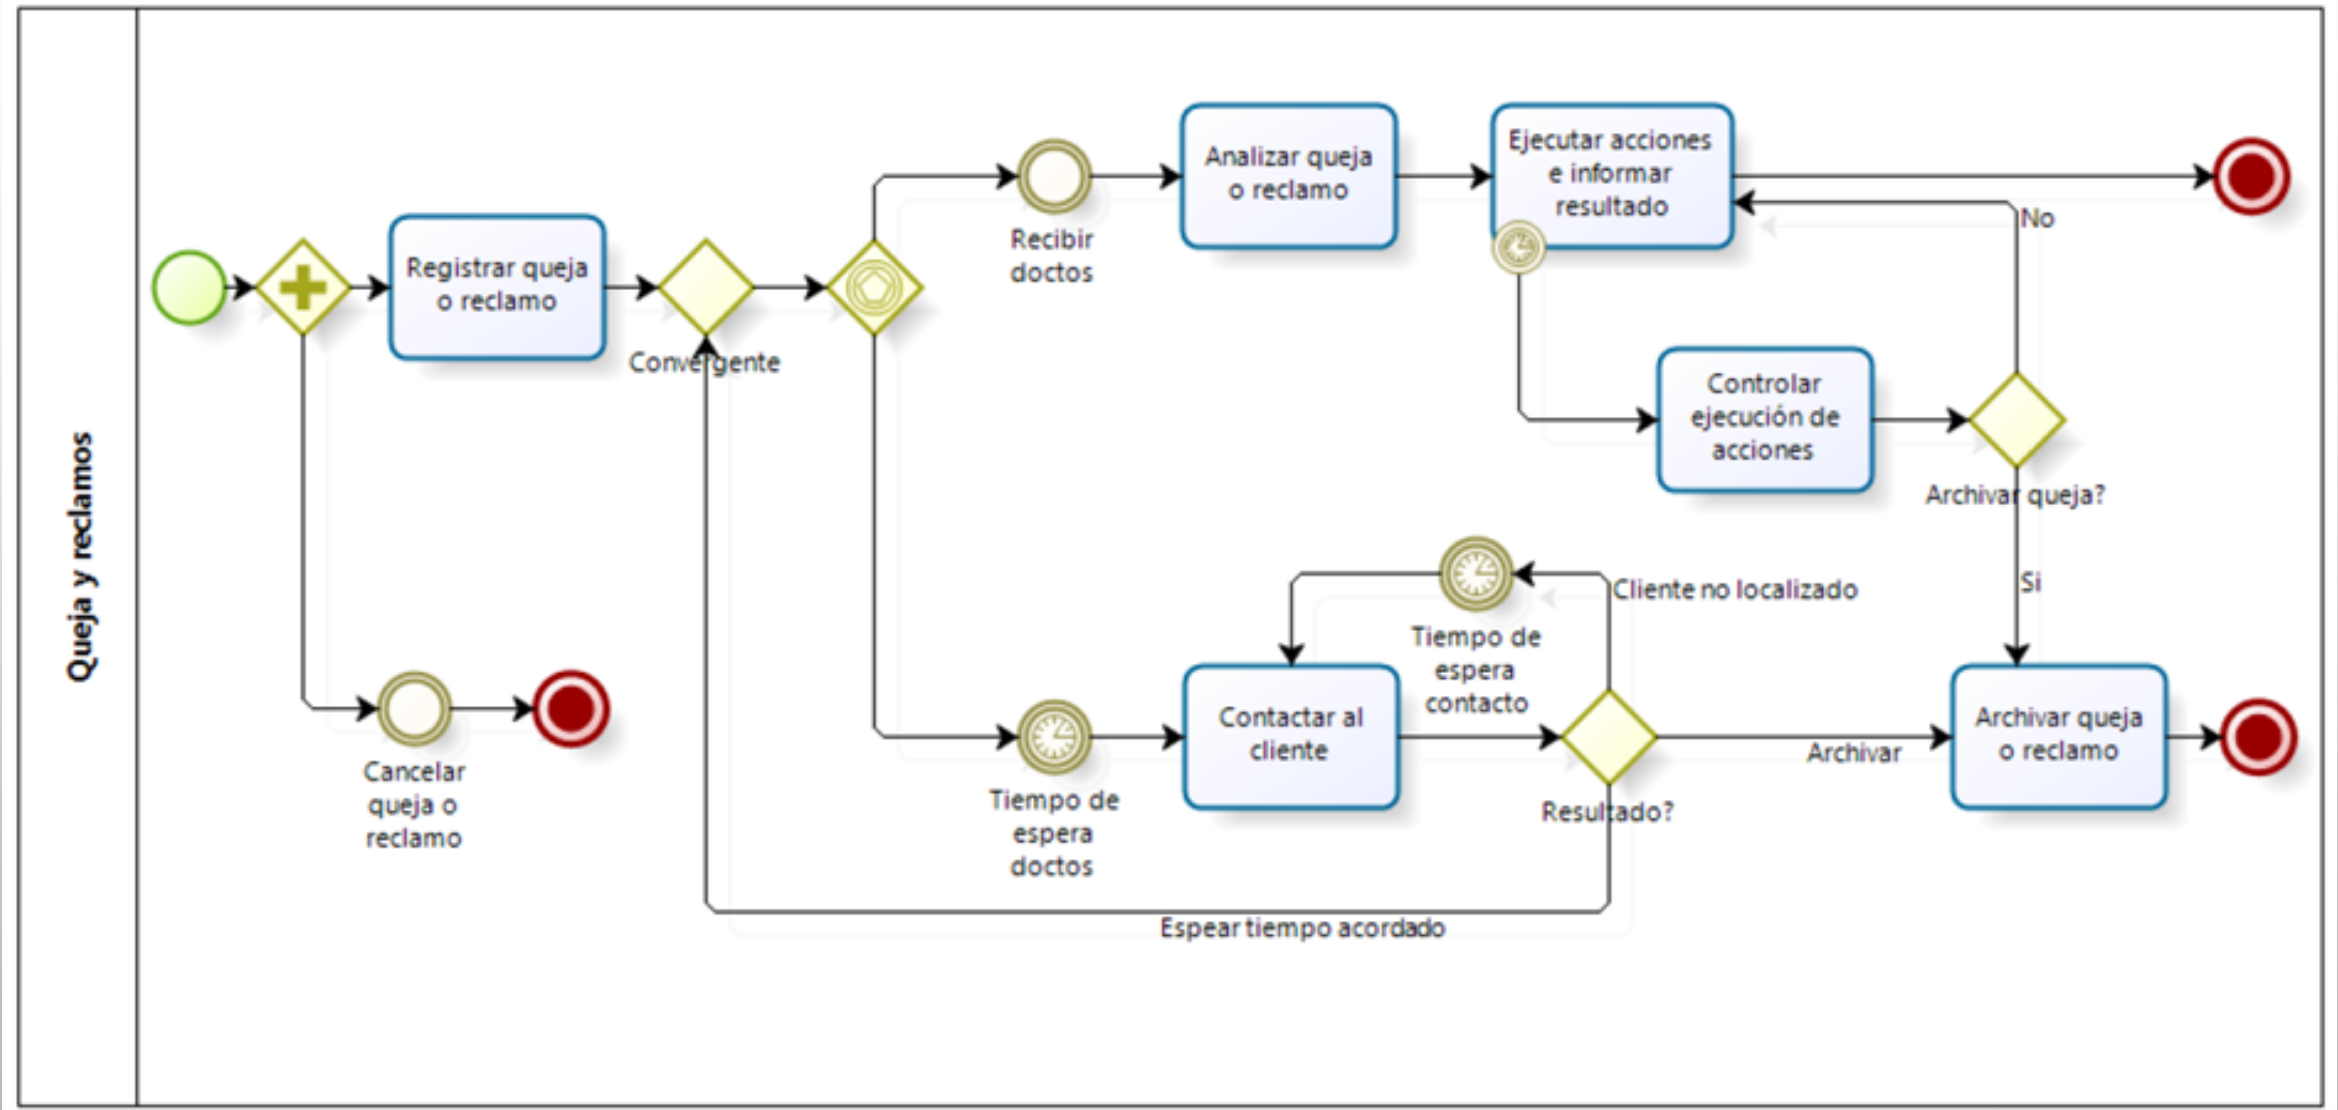 Queja y reclamos
Registrar queja
o reclamo
Convergente
Cancelar
queja o
reclamo
Recibir
doctos
Analizar queja
o reclamo
Ejecutar acciones
e informar
resultado
No
Controlar
ejecución de
acciones
Archivar queja?
Si
Cliente no localizado
Tiempo de
espera
contacto
Tiempo de
espera
doctos
Contactar al
cliente
Resultado?
Archivar
Archivar queja
o reclamo
Espear tiempo acordado